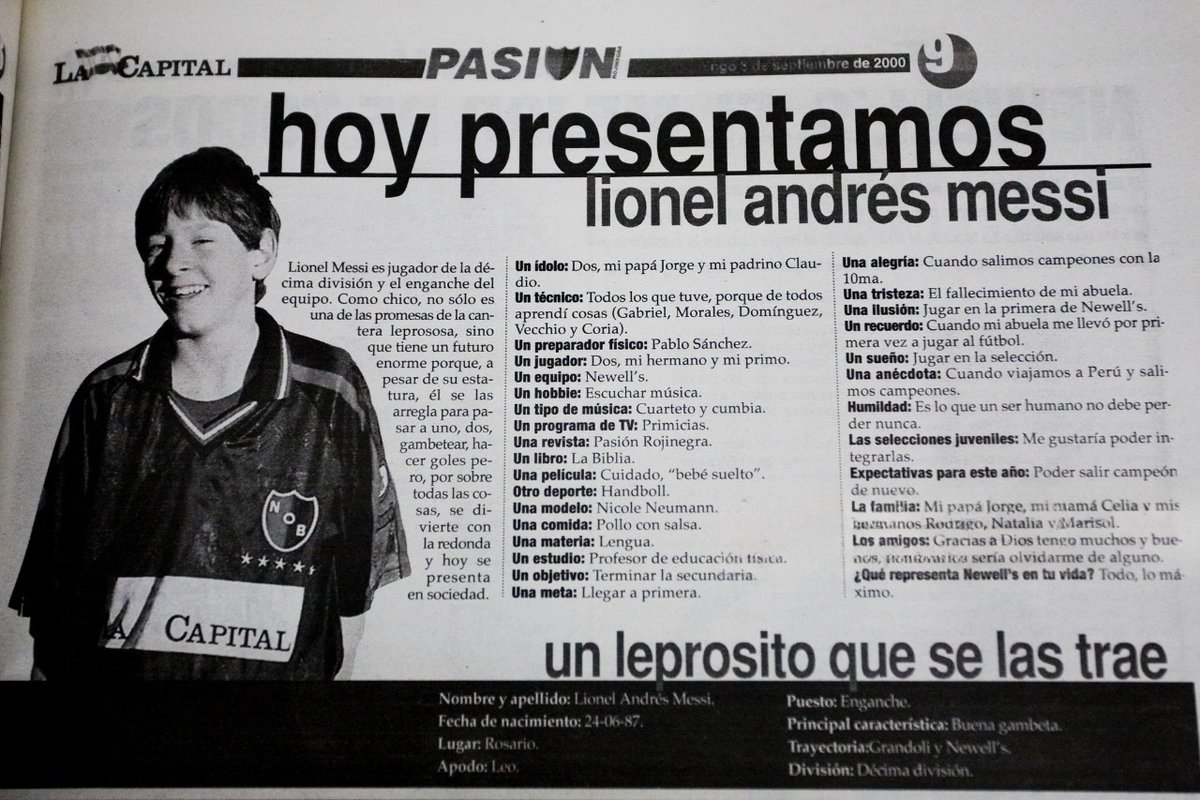 LA CAPITAL
PASIÓN
de septiembre de 2000
9
hoy presentamos
lionel andrés messi
Lionel Messi es jugador de la dé-
cima división y el enganche del
equipo. Como chico, no sólo es
una de las promesas de la can-
tera leprososa, sino
que tiene un futuro
enorme porque, a
pesar de su esta-
tura, él se las
arregla para pa-
sar a uno, dos,
gambetear, ha-
cer goles pe-
ro, por sobre
todas las co-
sas, se di-
vierte con
la redonda
y hoy se
presenta
en sociedad.
Un ídolo: Dos, mi papá Jorge y mi padrino Clau-
dio.
Un técnico: Todos los que tuve, porque de todos
aprendí cosas (Gabriel, Morales, Domínguez,
Vecchio y Coria).
Un preparador físico: Pablo Sánchez.
Un jugador: Dos, mi hermano y mi primo.
Un equipo: Newell's.
Un hobbie: Escuchar música.
Un tipo de música: Cuarteto y cumbia.
Un programa de TV: Primicias.
Una revista: Pasión Rojinegra.
Un libro: La Biblia.
Una película: Cuidado, "bebé suelto".
Otro deporte: Handboll.
Una modelo: Nicole Neumann.
Una comida: Pollo con salsa.
Una materia: Lengua.
Un estudio: Profesor de educación física.
Un objetivo: Terminar la secundaria.
Una meta: Llegar a primera.
Una alegría: Cuando salimos campeones con la
10ma.
Una tristeza: El fallecimiento de mi abuela.
Una ilusión: Jugar en la primera de Newell's.
Un recuerdo: Cuando mi abuela me llevó por pri-
mera vez a jugar al fútbol.
Un sueño: Jugar en la selección.
Una anécdota: Cuando viajamos a Perú y sali-
mos campeones.
Humildad: Es lo que un ser humano no debe per-
der nunca.
Las selecciones juveniles: Me gustaría poder in-
tegrarlas.
Expectativas para este año: Poder salir campeón
de nuevo.
La familia: Mi papá Jorge, mi mamá Celia y mis
hermanos Rodrigo, Natalia y Marisol.
Los amigos: Gracias a Dios tengo muchos y bue-
nos, nombrarlos sería olvidarme de alguno.
¿Qué representa Newell's en tu vida? Todo, lo má-
ximo.
NOB
LA CAPITAL
un leprosito que se las trae
Nombre y apellido: Lionel Andrés Messi.
Fecha de nacimiento: 24-06-87.
Lugar: Rosario.
Apodo: Leo.
Puesto: Enganche.
Principal característica: Buena gambeta.
Trayectoria:Grandoli y Newell's.
División: Décima división.